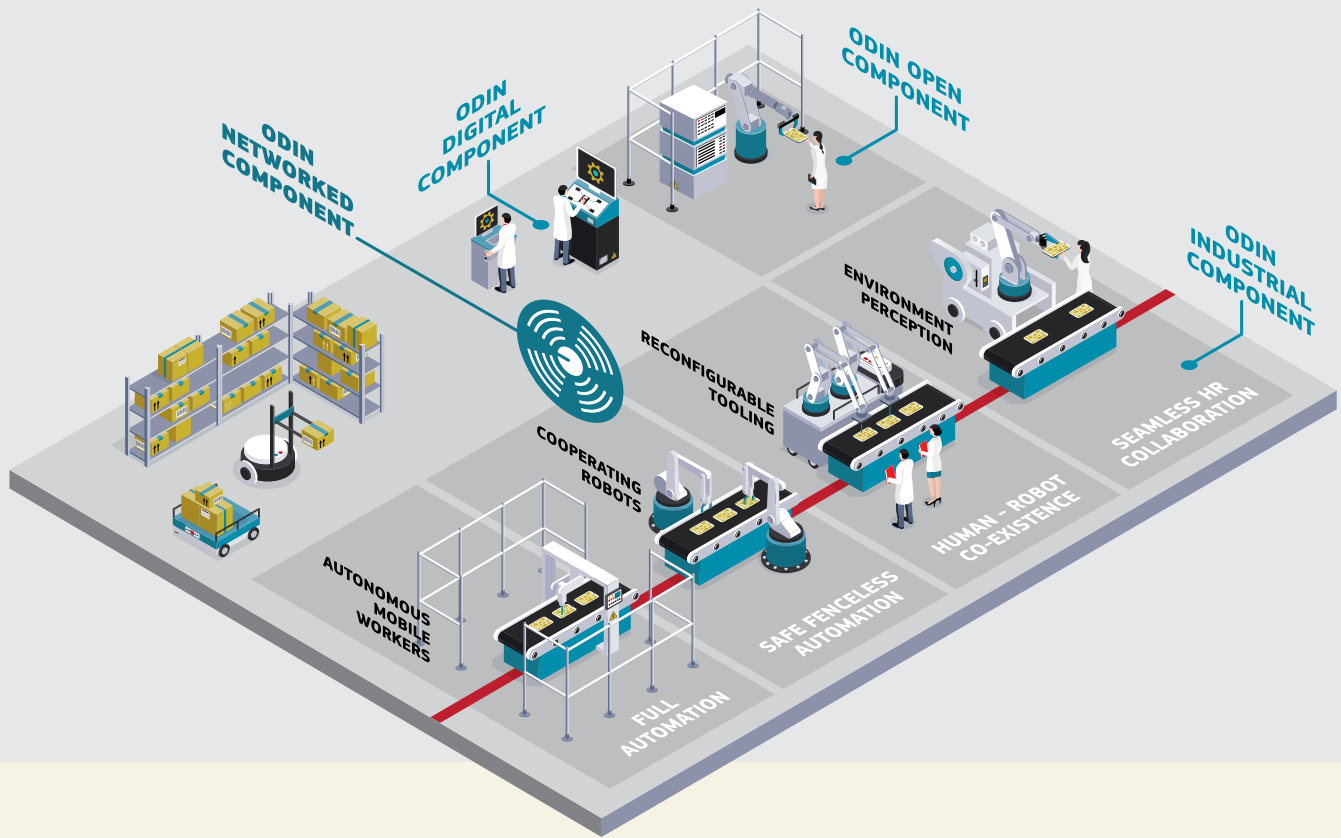 ODIN OPEN
COMPONENT
ODIN
DIGITAL
COMPONENT
ODIN
NETWORKED
COMPONENT
ODIN
INDUSTRIAL
COMPONENT
ENVIRONMENT
PERCEPTION
RECONFIGURABLE
TOOLING
COOPERATING
ROBOTS
AUTONOMOUS
MOBILE
WORKERS
SEAMLESS HR
COLLABORATION
HUMAN - ROBOT
CO-EXISTENCE
SAFE FENCELESS
AUTOMATION
FULL
AUTOMATION